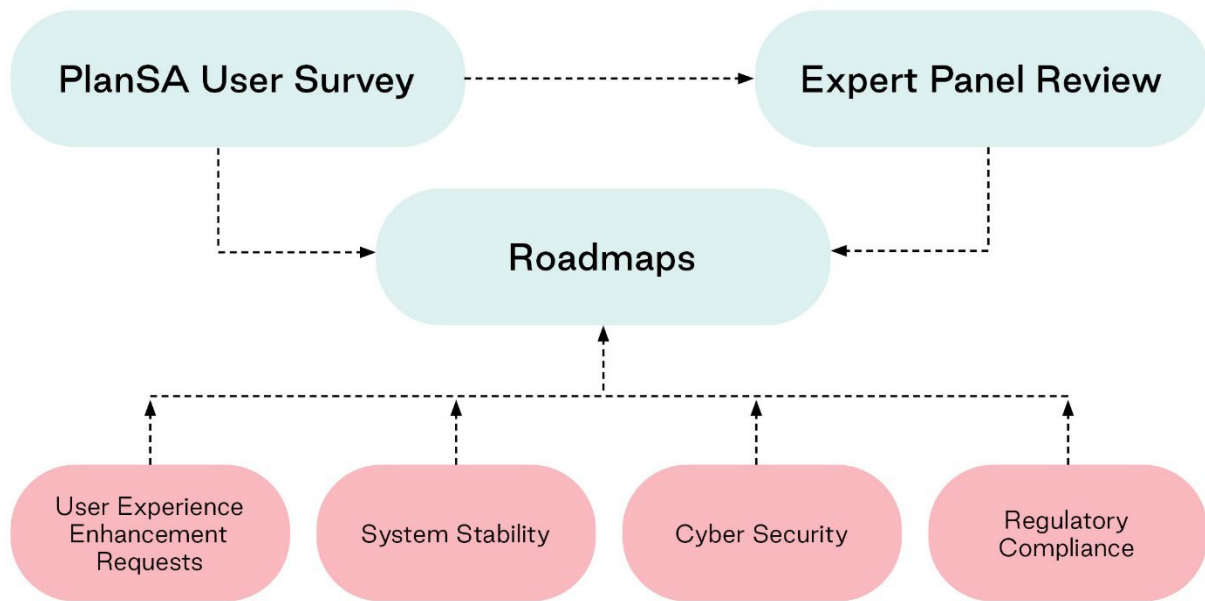 PlanSA User Survey
Expert Panel Review
Roadmaps
User Experience
Enhancement
Requests
System Stability
Cyber Security
Regulatory
Compliance